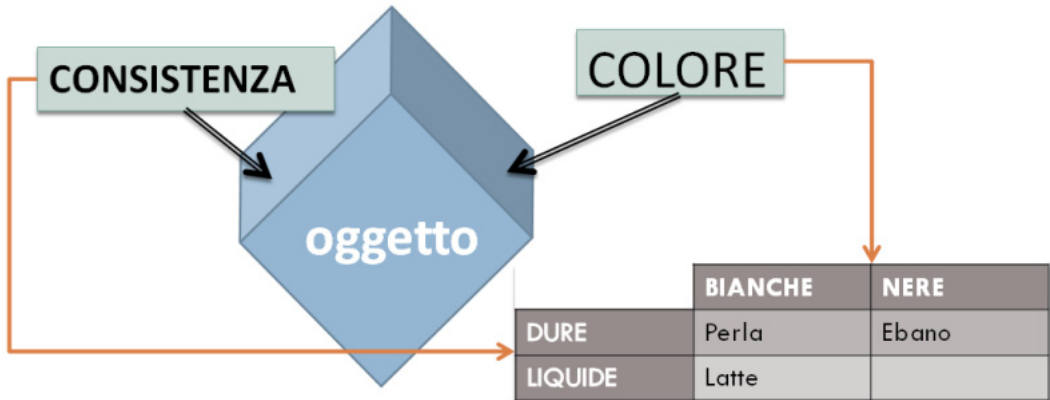 CONSISTENZA
COLORE
oggetto
BIANCHE NERE
DURE Perla Ebano
LIQUIDE Latte